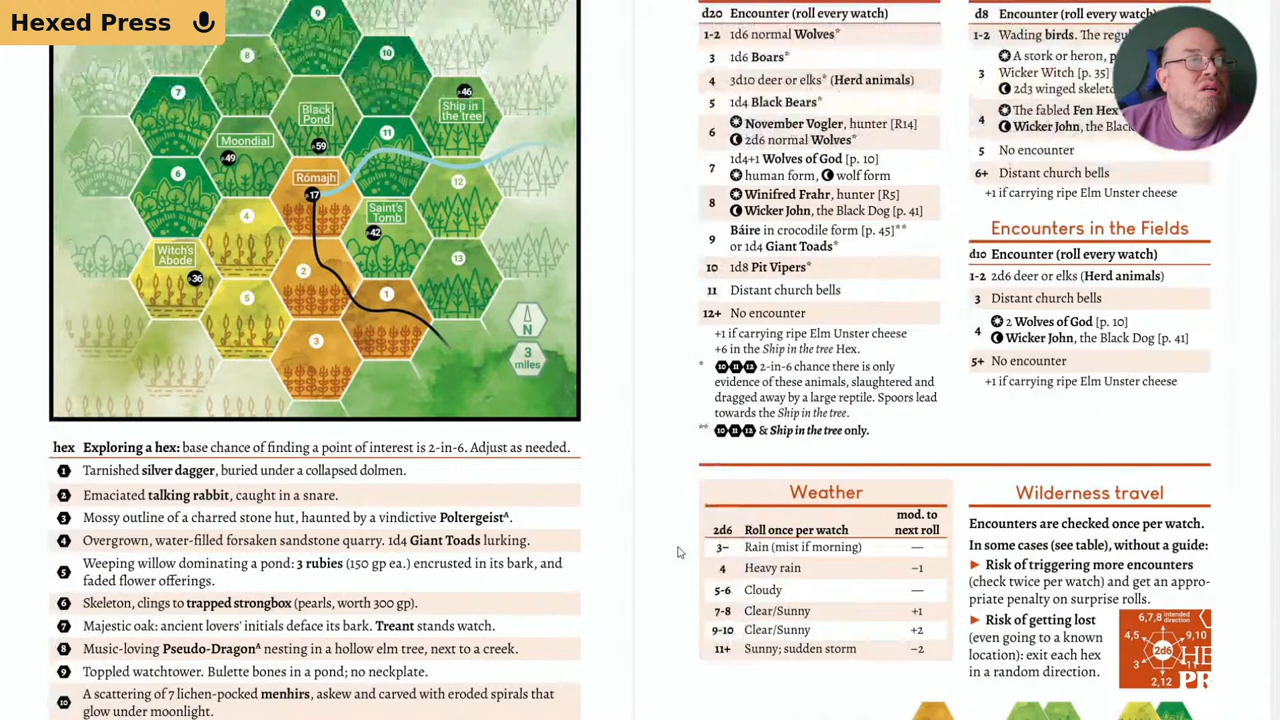 Hexed Press
9
8
10
7
46
Ship in
the tree
Black
Pond
11
Moondial
59
49
6
Rómajh
17
12
Saint's
Tomb
4
42
Witch's
Abode
36
2
13
5
1
3
N
3
miles
hex Exploring a hex: base chance of finding a point of interest is 2-in-6. Adjust as needed.
1 Tarnished silver dagger, buried under a collapsed dolmen.
2 Emaciated talking rabbit, caught in a snare.
3 Mossy outline of a charred stone hut, haunted by a vindictive Poltergeistᴬ.
4 Overgrown, water-filled forsaken sandstone quarry. 1d4 Giant Toads lurking.
5 Weeping willow dominating a pond: 3 rubies (150 gp ea.) encrusted in its bark, and
faded flower offerings.
6 Skeleton, clings to trapped strongbox (pearls, worth 300 gp).
7 Majestic oak: ancient lovers' initials deface its bark. Treant stands watch.
8 Music-loving Pseudo-Dragonᴬ nesting in a hollow elm tree, next to a creek.
9 Toppled watchtower. Bulette bones in a pond; no neckplate.
10 A scattering of 7 lichen-pocked menhirs, askew and carved with eroded spirals that
glow under moonlight.
d20 Encounter (roll every watch)
1-2 1d6 normal Wolves*
3 1d6 Boars*
4 3d10 deer or elks* (Herd animals)
5 1d4 Black Bears*
6 November Vogler, hunter [R14]
2d6 normal Wolves*
7 1d4+1 Wolves of God [p. 10]
human form, wolf form
8 Winifred Frahr, hunter [R5]
Wicker John, the Black Dog [p. 41]
9 Báire in crocodile form [p. 45]**
or 1d4 Giant Toads*
10 1d8 Pit Vipers*
11 Distant church bells
12+ No encounter
+1 if carrying ripe Elm Unster cheese
+6 in the Ship in the tree Hex.
* 10 11 12 2-in-6 chance there is only
evidence of these animals, slaughtered and
dragged away by a large reptile. Spoors lead
towards the Ship in the tree.
** 10 11 12 & Ship in the tree only.
d8 Encounter (roll every watch)
1-2 Wading birds. The
A stork or heron,
3 Wicker Witch [p. 35]
2d3 winged
4 The fabled Fen Hex
Wicker John, the Black
5 No encounter
6+ Distant church bells
+1 if carrying ripe Elm Unster cheese
Encounters in the Fields
d10 Encounter (roll every watch)
1-2 2d6 deer or elks (Herd animals)
3 Distant church bells
4 2 Wolves of God [p. 10]
Wicker John, the Black Dog [p. 41]
5+ No encounter
+1 if carrying ripe Elm Unster cheese
Weather
2d6 Roll once per watch mod. to next roll
3– Rain (mist if morning) —
4 Heavy rain –1
5-6 Cloudy —
7-8 Clear/Sunny +1
9-10 Clear/Sunny +2
11+ Sunny; sudden storm –2
Wilderness travel
Encounters are checked once per watch.
In some cases (see table), without a guide:
► Risk of triggering more encounters
(check twice per watch) and get an appro-
priate penalty on surprise rolls.
► Risk of getting lost
(even going to a known
location): exit each hex
in a random direction.
6,7,8 intended
direction
4,5 9,10
2d6
3 11
2,12